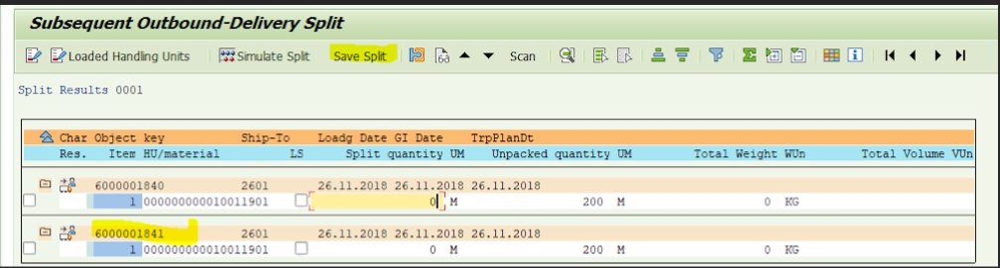 Subsequent Outbound-Delivery Split
Loaded Handling Units Simulate Split Save Split Scan
Split Results 0001
Char Object key Ship-To Loadg Date GI Date TrpPlanDt
Res. Item HU/material LS Split quantity UM Unpacked quantity UM Total Weight WUn Total Volume VUn
6000001840 2601 26.11.2018 26.11.2018 26.11.2018
1 000000000010011901 0 M 200 M 0 KG
6000001841 2601 26.11.2018 26.11.2018 26.11.2018
1 000000000010011901 0 M 200 M 0 KG